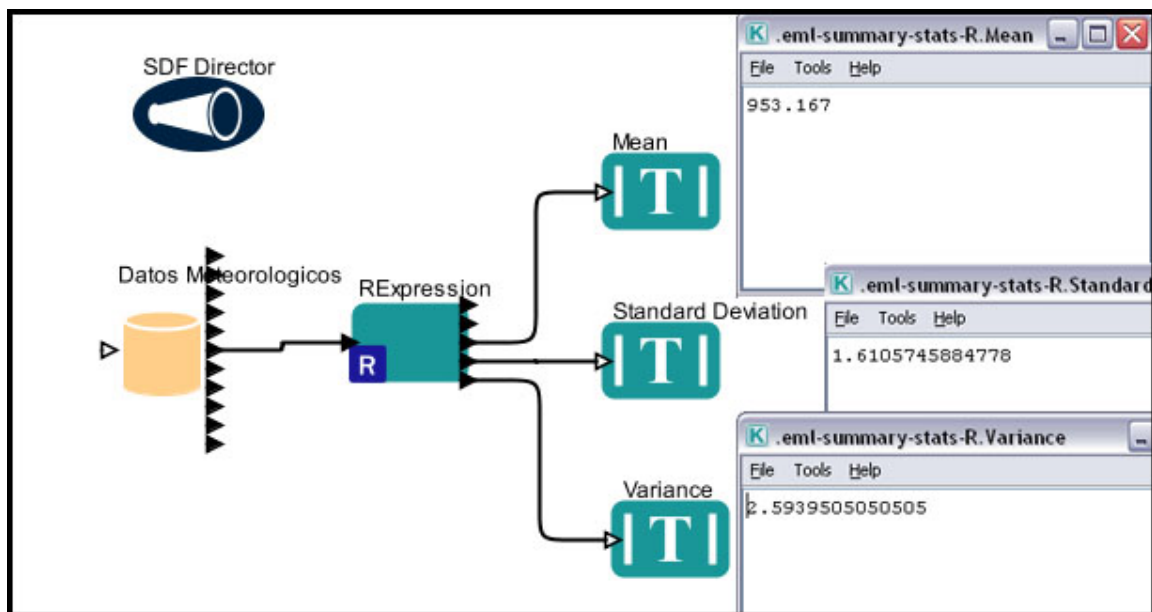 SDF Director
Datos Meteorologicos
RExpression
R
Mean
T
Standard Deviation
T
Variance
T
K .eml-summary-stats-R.Mean
File Tools Help
953.167
K .eml-summary-stats-R.Standard
File Tools Help
1.6105745884778
K .eml-summary-stats-R.Variance
File Tools Help
2.5939505050505